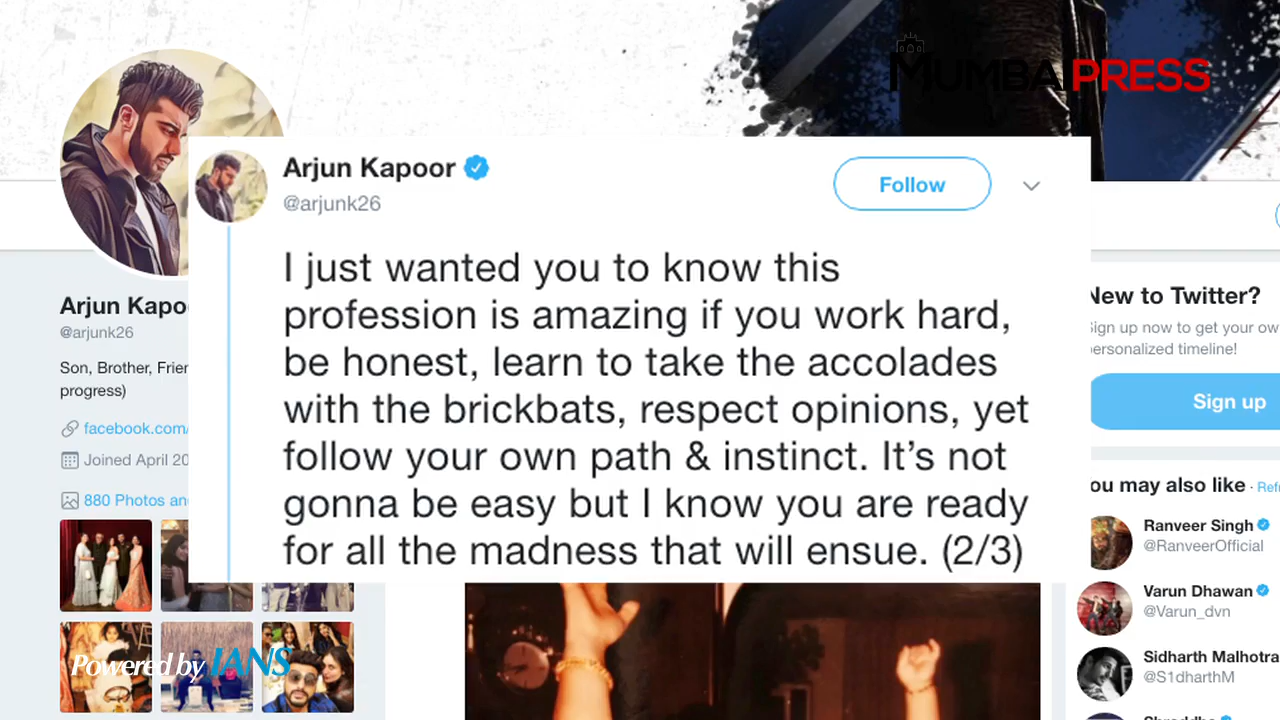 MUMBAI PRESS
Arjun Kapoor
@arjunk26
Follow
I just wanted you to know this
profession is amazing if you work hard,
be honest, learn to take the accolades
with the brickbats, respect opinions, yet
follow your own path & instinct. It’s not
gonna be easy but I know you are ready
for all the madness that will ensue. (2/3)
Arjun Kapo
@arjunk26
Son, Brother, Frien
progress)
facebook.com/
Joined April 20
880 Photos an
Powered by IANS
New to Twitter?
Sign up now to get your ow
personalized timeline!
Sign up
ou may also like · Refr
Ranveer Singh
@RanveerOfficial
Varun Dhawan
@Varun_dvn
Sidharth Malhotra
@S1dharthM